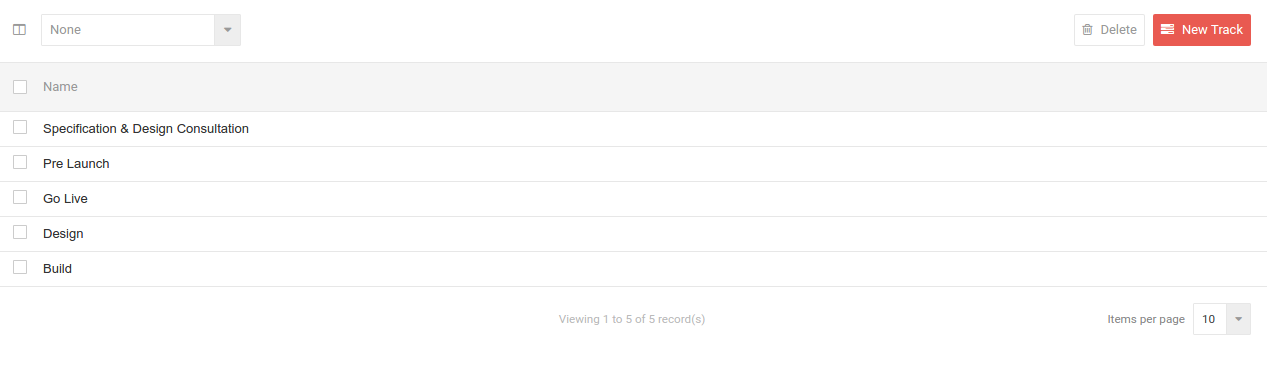 None
Delete
New Track
Name
Specification & Design Consultation
Pre Launch
Go Live
Design
Build
Viewing 1 to 5 of 5 record(s)
Items per page
10